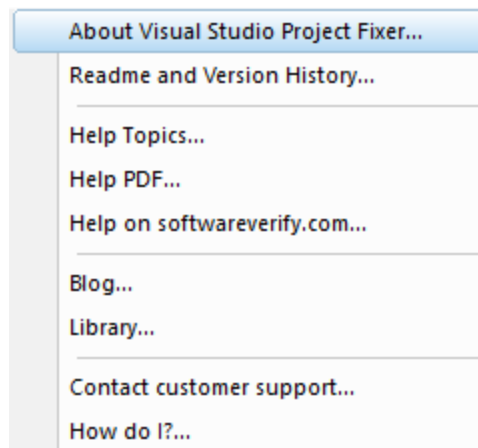 About Visual Studio Project Fixer...
Readme and Version History...
Help Topics...
Help PDF...
Help on softwareverify.com...
Blog...
Library...
Contact customer support...
How do I?...